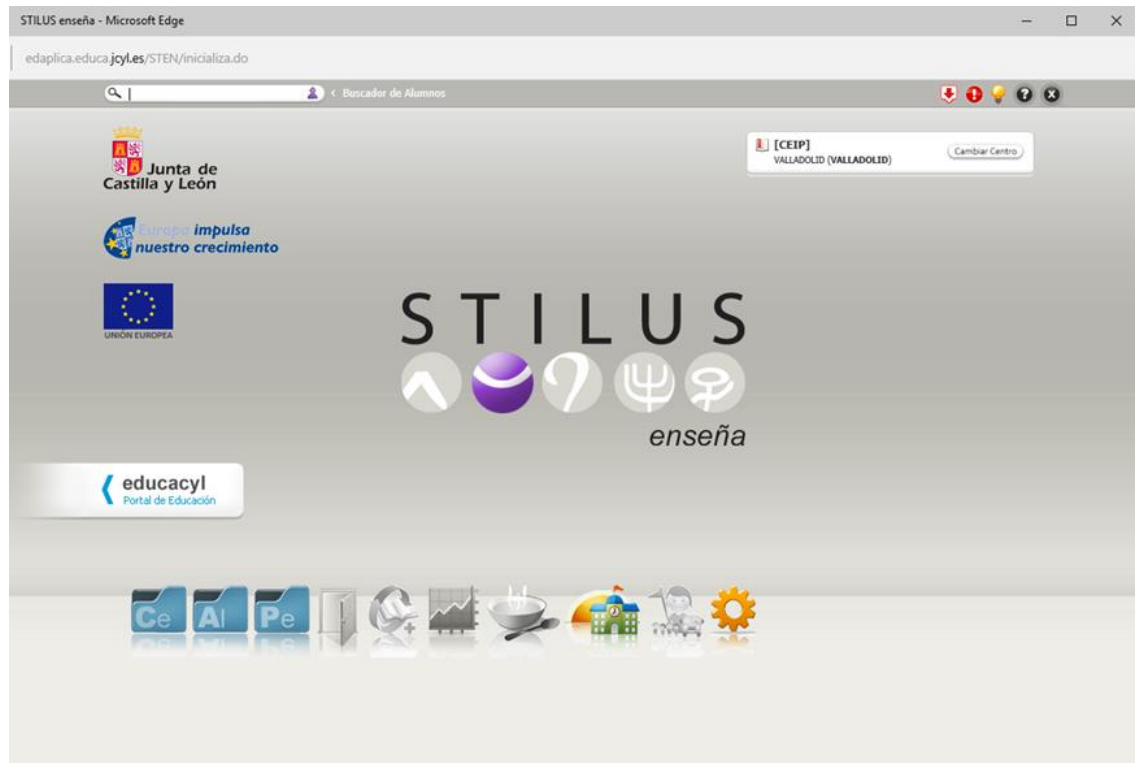 STILUS enseña - Microsoft Edge
edaplica.educa.jcyl.es/STEN/inicializa.do
< Buscador de Alumnos
[CEIP]
VALLADOLID (VALLADOLID)
Cambiar Centro
Junta de
Castilla y León
Europa impulsa
nuestro crecimiento
UNIÓN EUROPEA
STILUS
enseña
educacyl
Portal de Educación
Ce Al Pe